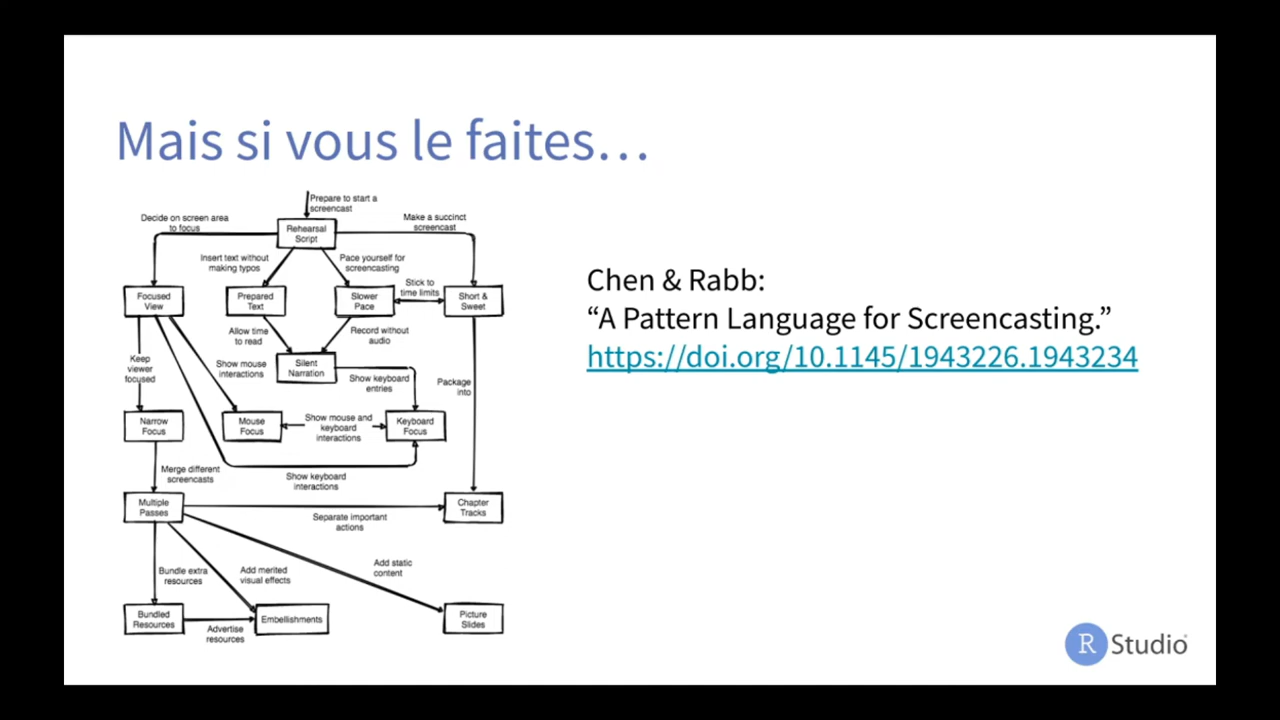 Mais si vous le faites…
Prepare to start a
screencast
Decide on screen area
to focus
Make a succinct
screencast
Rehearsal
Script
Insert text without
making typos
Pace yourself for
screencasting
Stick to
time limits
Focused
View
Prepared
Text
Slower
Pace
Short &
Sweet
Allow time
to read
Record without
audio
Keep
viewer
focused
Show mouse
interactions
Silent
Narration
Show keyboard
entries
Package
into
Narrow
Focus
Mouse
Focus
Show mouse and
keyboard
interactions
Keyboard
Focus
Merge different
screencasts
Show keyboard
interactions
Multiple
Passes
Separate important
actions
Chapter
Tracks
Bundle extra
resources
Add merited
visual effects
Add static
content
Bundled
Resources
Advertise
resources
Embellishments
Picture
Slides
Chen & Rabb:
“A Pattern Language for Screencasting.”
https://doi.org/10.1145/1943226.1943234
R Studio